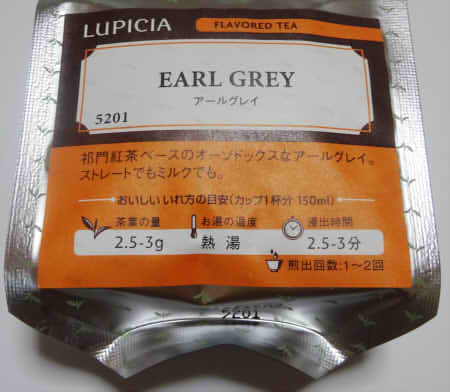 LUPICIA FLAVORED TEA
EARL GREY
アールグレイ
5201
祁門紅茶ベースのオーソドックスなアールグレイ。
ストレートでもミルクでも。
おいしいいれ方の目安(カップ1杯分 150ml)
茶葉の量 お湯の温度 浸出時間
2.5-3g 熱湯 2.5-3分
煎出回数:1〜2回
5201